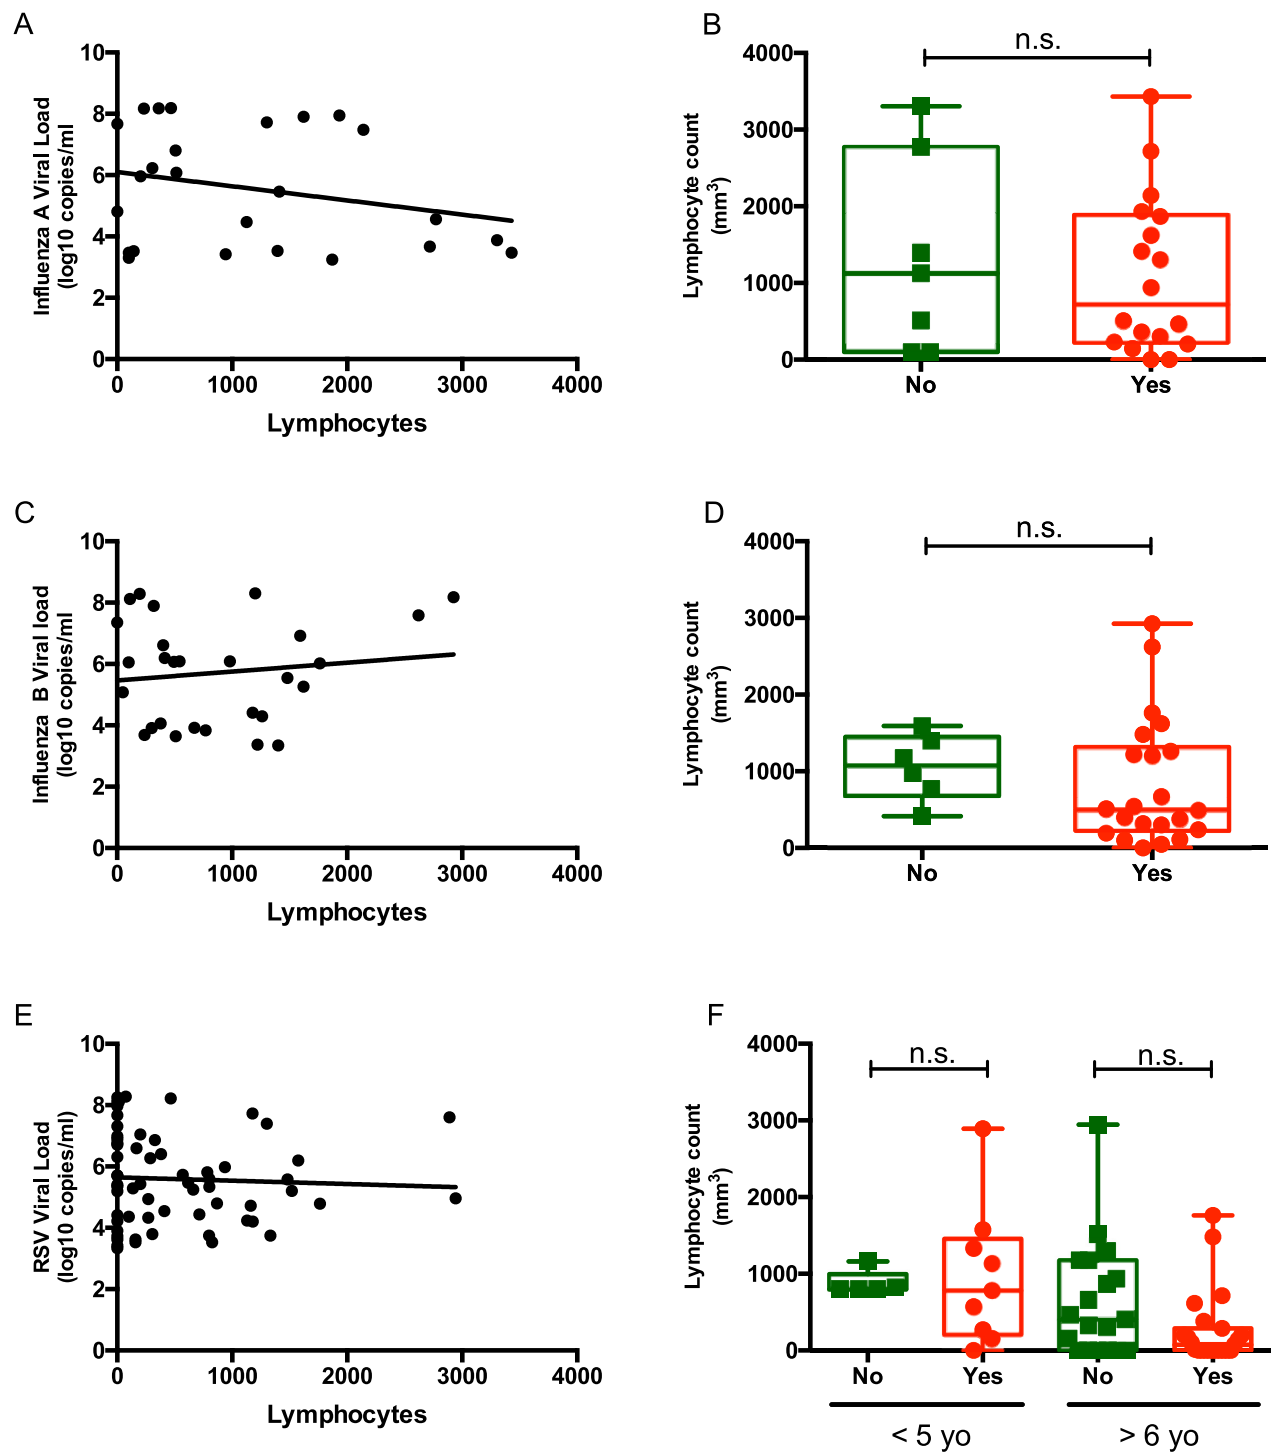 A
Influenza A Viral Load
(log10 copies/ml
10
8
6
4
2
0
0 1000 2000 3000 4000
Lymphocytes
B
n.s.
Lymphocyte count
(mm³)
4000
3000
2000
1000
0
No Yes
C
Influenza B Viral load
(log10 copies/ml
10
8
6
4
2
0
0 1000 2000 3000 4000
Lymphocytes
D
n.s.
Lymphocyte count
(mm³)
4000
3000
2000
1000
0
No Yes
E
RSV Viral Load
(log10 copies/ml)
10
8
6
4
2
0
0 1000 2000 3000 4000
Lymphocytes
F
n.s. n.s.
Lymphocyte count
(mm³)
4000
3000
2000
1000
0
No Yes No Yes
< 5 yo > 6 yo